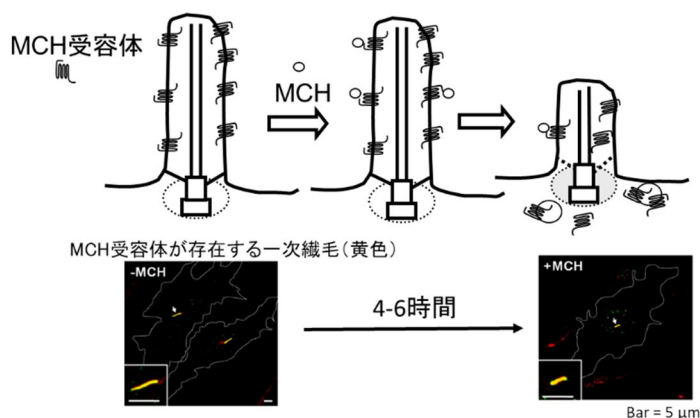 MCH受容体
MCH
MCH受容体が存在する一次繊毛(黄色)
-MCH
4-6時間
+MCH
Bar = 5 μm